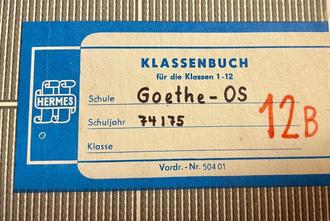 KLASSENBUCH
für die Klassen 1-12
HERMES
Schule Goethe-OS
Schuljahr 74175
12B
Klasse
Vordr.-Nr. 504 01